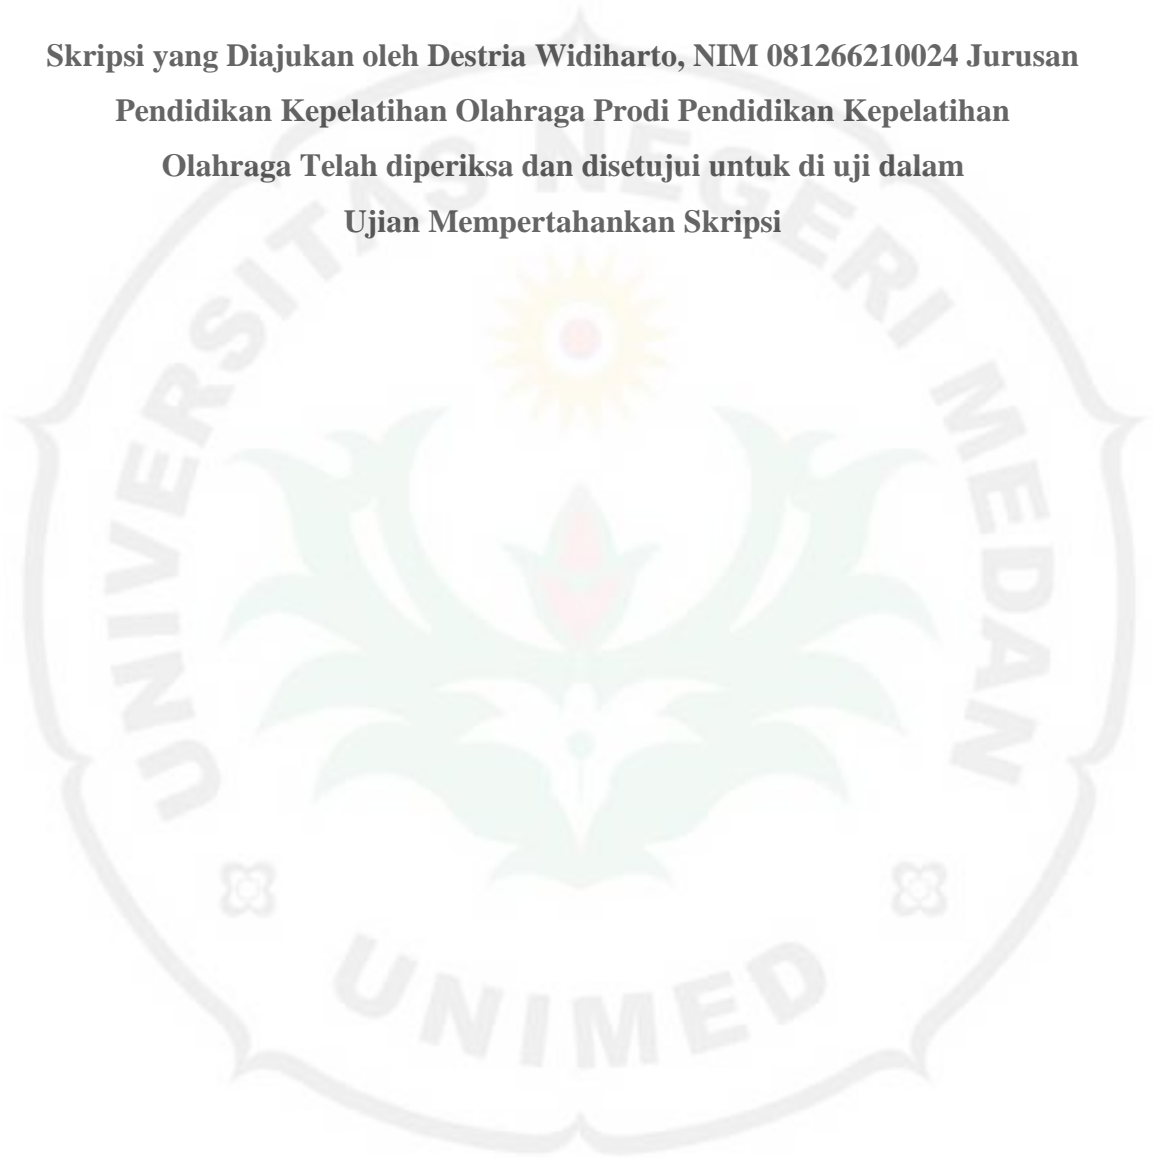 Skripsi yang Diajukan oleh Destria Widiharto, NIM 081266210024 Jurusan
Pendidikan Kepelatihan Olahraga Prodi Pendidikan Kepelatihan
Olahraga Telah diperiksa dan disetujui untuk di uji dalam
Ujian Mempertahankan Skripsi
UNIVERSITAS NEGERI MEDAN
UNIMED